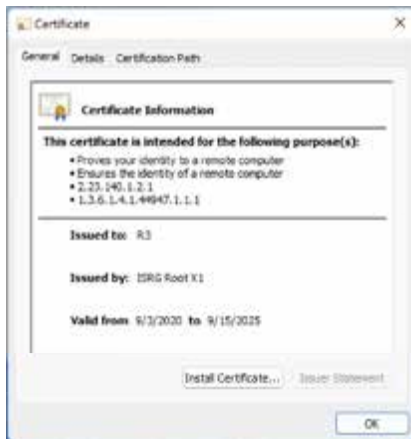 Certificate
General Details Certification Path
Certificate Information
This certificate is intended for the following purpose(s):
• Proves your identity to a remote computer
• Ensures the identity of a remote computer
• 2.23.140.1.2.1
• 1.3.6.1.4.1.44947.1.1.1
Issued to: R3
Issued by: ISRG Root X1
Valid from 9/3/2020 to 9/15/2025
Install Certificate... Issuer Statement
OK